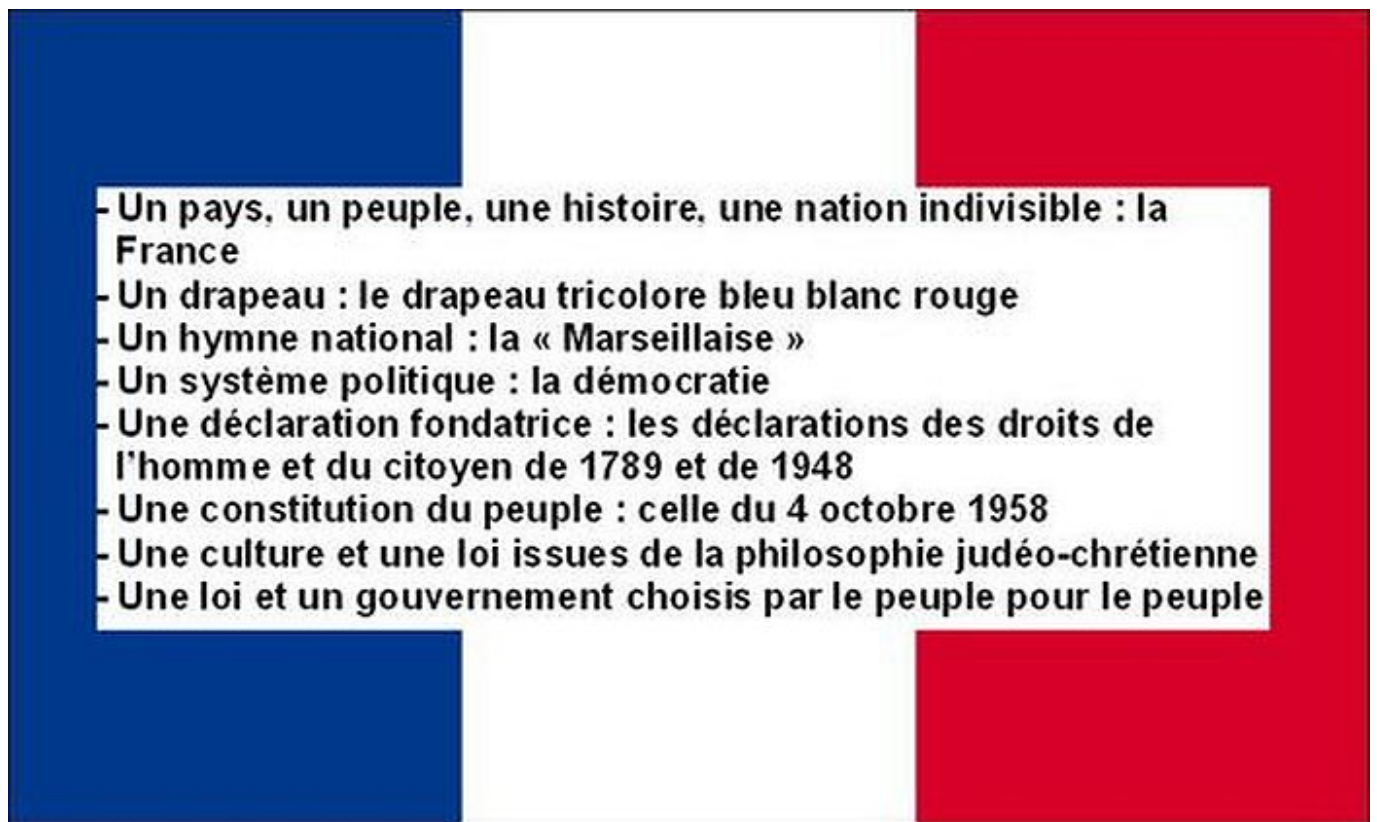 - Un pays, un peuple, une histoire, une nation indivisible : la
France
- Un drapeau : le drapeau tricolore bleu blanc rouge
- Un hymne national : la « Marseillaise »
- Un système politique : la démocratie
- Une déclaration fondatrice : les déclarations des droits de
l'homme et du citoyen de 1789 et de 1948
- Une constitution du peuple : celle du 4 octobre 1958
- Une culture et une loi issues de la philosophie judéo-chrétienne
- Une loi et un gouvernement choisis par le peuple pour le peuple